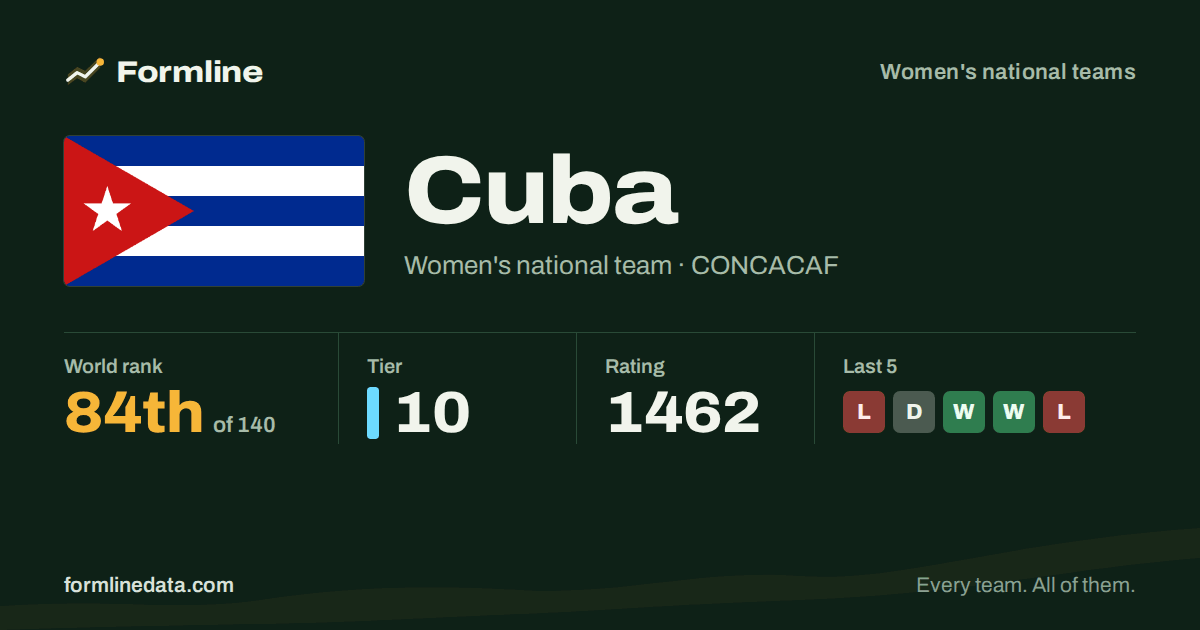 Formline
Women's national teams
Cuba
Women's national team · CONCACAF
World rank
84th of 140
Tier
10
Rating
1462
Last 5
L D W W L
formlinedata.com
Every team. All of them.